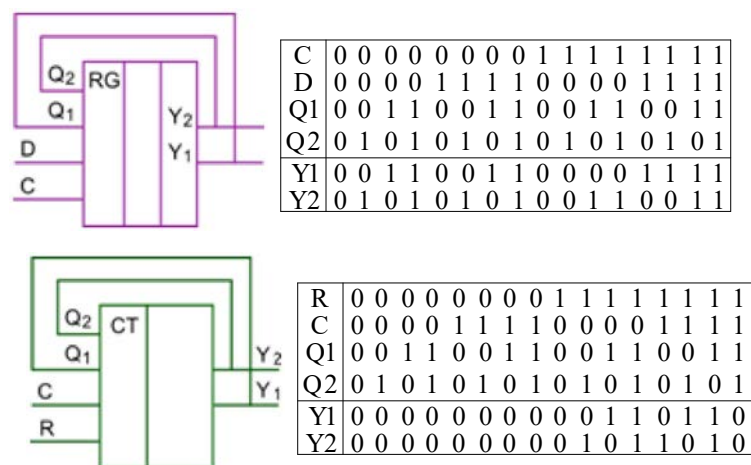 Q2 RG
Q1
Y2
D
Y1
C
C 0 0 0 0 0 0 0 0 1 1 1 1 1 1 1 1
D 0 0 0 0 1 1 1 1 0 0 0 0 1 1 1 1
Q1 0 0 1 1 0 0 1 1 0 0 1 1 0 0 1 1
Q2 0 1 0 1 0 1 0 1 0 1 0 1 0 1 0 1
Y1 0 0 1 1 0 0 1 1 0 0 0 0 1 1 1 1
Y2 0 1 0 1 0 1 0 1 0 0 1 1 0 0 1 1
Q2 CT
Q1
Y2
C
Y1
R
R 0 0 0 0 0 0 0 0 1 1 1 1 1 1 1 1
C 0 0 0 0 1 1 1 1 0 0 0 0 1 1 1 1
Q1 0 0 1 1 0 0 1 1 0 0 1 1 0 0 1 1
Q2 0 1 0 1 0 1 0 1 0 1 0 1 0 1 0 1
Y1 0 0 0 0 0 0 0 0 0 0 1 1 0 1 1 0
Y2 0 0 0 0 0 0 0 0 0 1 0 1 1 0 1 0